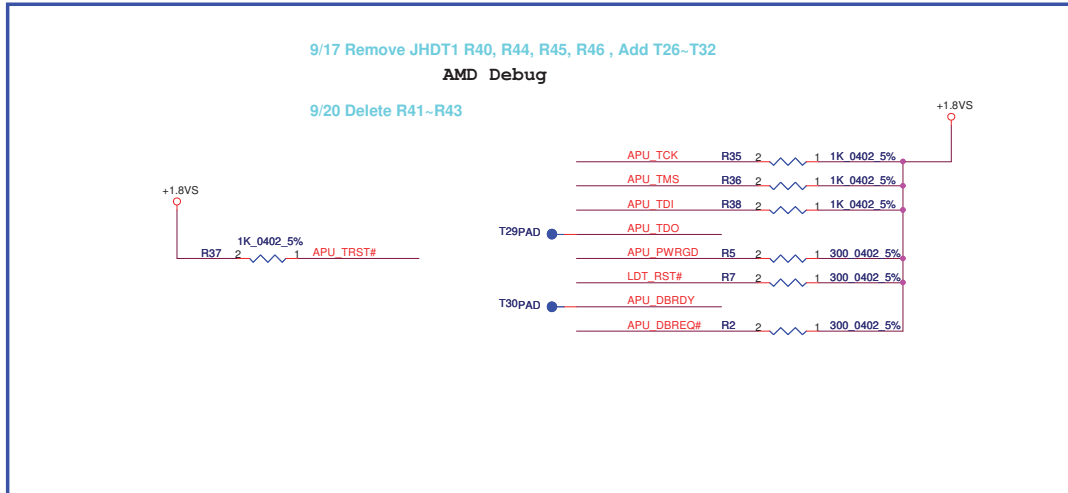 9/17 Remove JHDT1 R40, R44, R45, R46 , Add T26~T32
AMD Debug
9/20 Delete R41~R43
+1.8VS
APU_TCK R35 2 1 1K_0402_5%
APU_TMS R36 2 1 1K_0402_5%
+1.8VS
APU_TDI R38 2 1 1K_0402_5%
T29PAD APU_TDO
1K_0402_5%
R37 2 1 APU_TRST#
APU_PWRGD R5 2 1 300_0402_5%
LDT_RST# R7 2 1 300_0402_5%
T30PAD APU_DBRDY
APU_DBREQ# R2 2 1 300_0402_5%